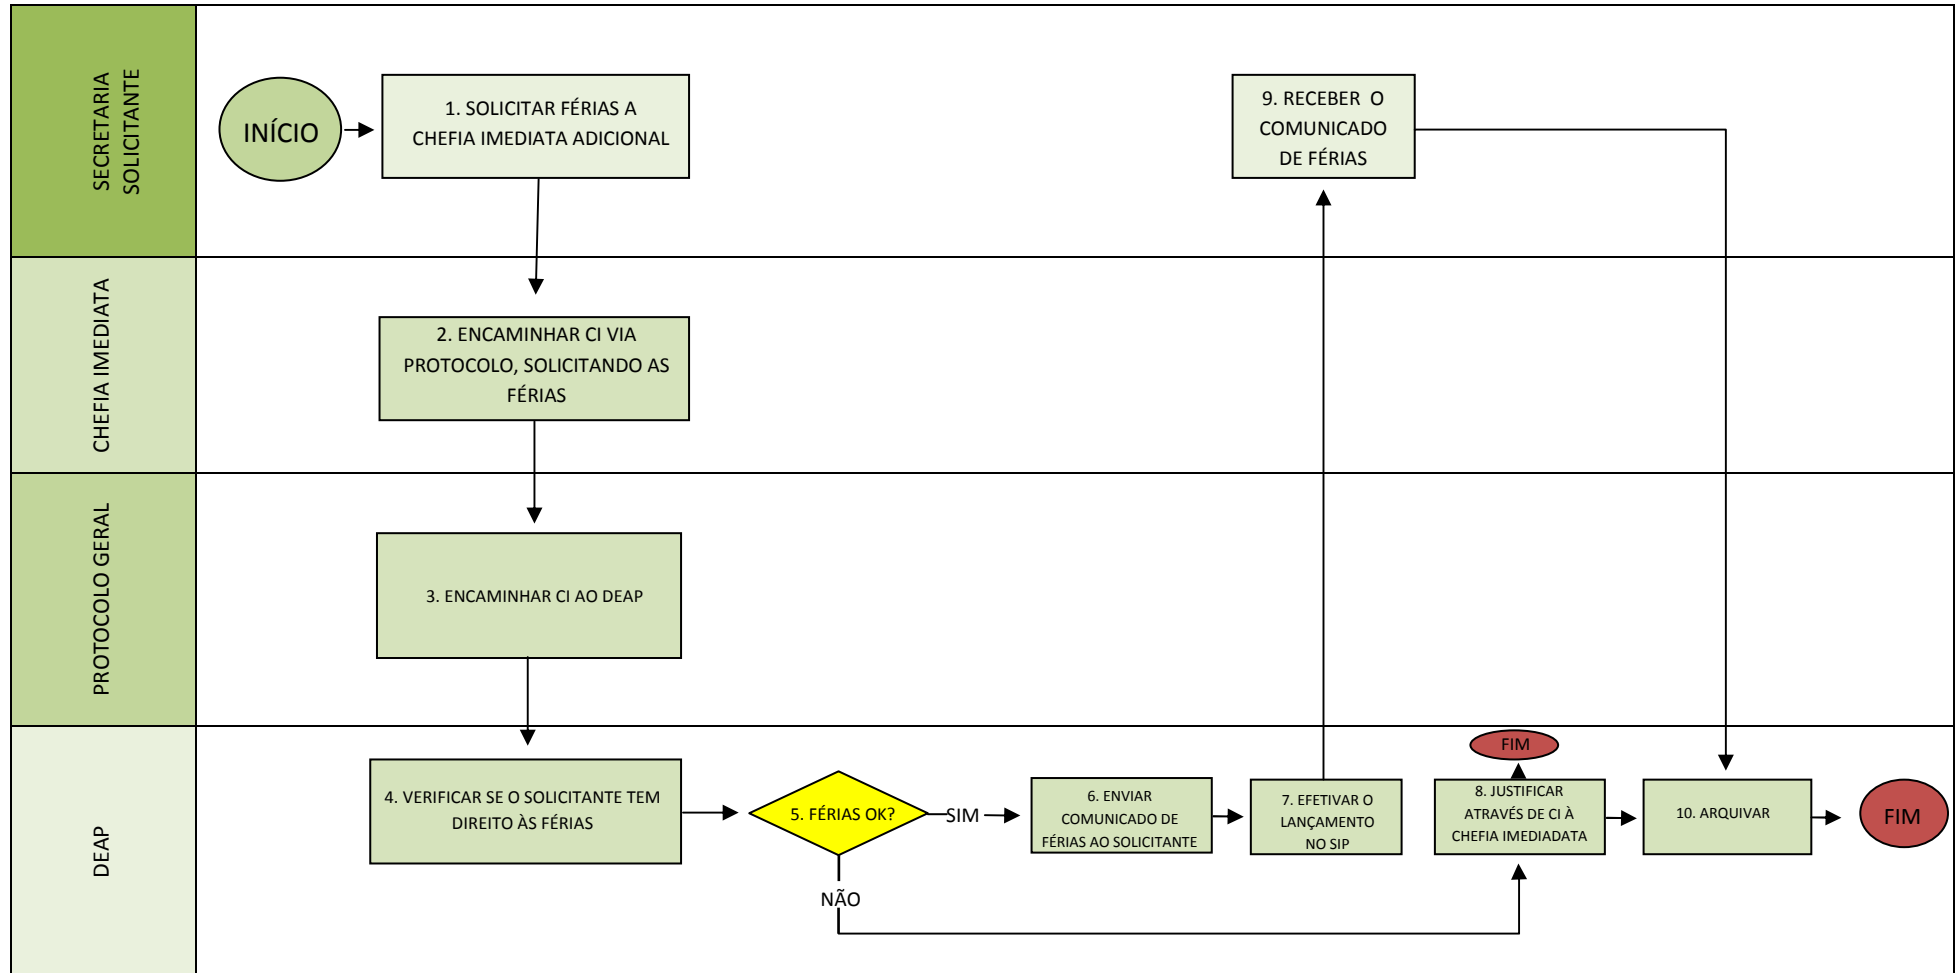 SECRETARIA
SOLICITANTE
INÍCIO
1. SOLICITAR FÉRIAS A
CHEFIA IMEDIATA ADICIONAL
9. RECEBER O
COMUNICADO
DE FÉRIAS
CHEFIA IMEDIATA
2. ENCAMINHAR CI VIA
PROTOCOLO, SOLICITANDO AS
FÉRIAS
PROTOCOLO GERAL
3. ENCAMINHAR CI AO DEAP
DEAP
4. VERIFICAR SE O SOLICITANTE TEM
DIREITO ÀS FÉRIAS
5. FÉRIAS OK?
SIM
NÃO
6. ENVIAR
COMUNICADO DE
FÉRIAS AO SOLICITANTE
7. EFETIVAR O
LANÇAMENTO
NO SIP
FIM
8. JUSTIFICAR
ATRAVÉS DE CI À
CHEFIA IMEDIADATA
10. ARQUIVAR
FIM